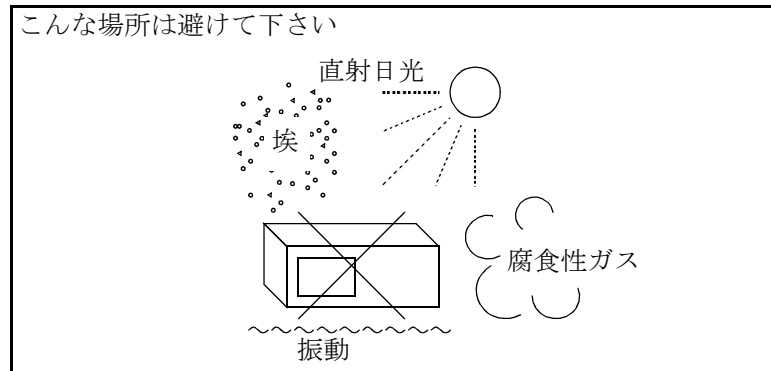 こんな場所は避けて下さい
直射日光
埃
腐食性ガス
振動